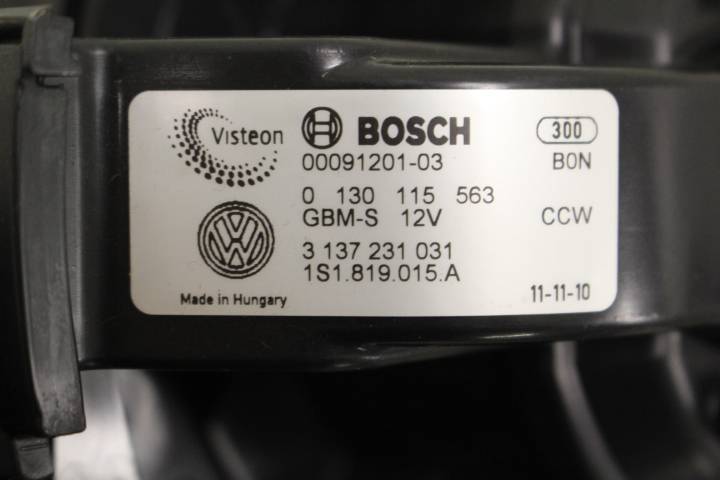 Visteon BOSCH 300
00091201-03 B0N
0 130 115 563
GBM-S 12V CCW
3 137 231 031
1S1.819.015.A
Made in Hungary 11-11-10